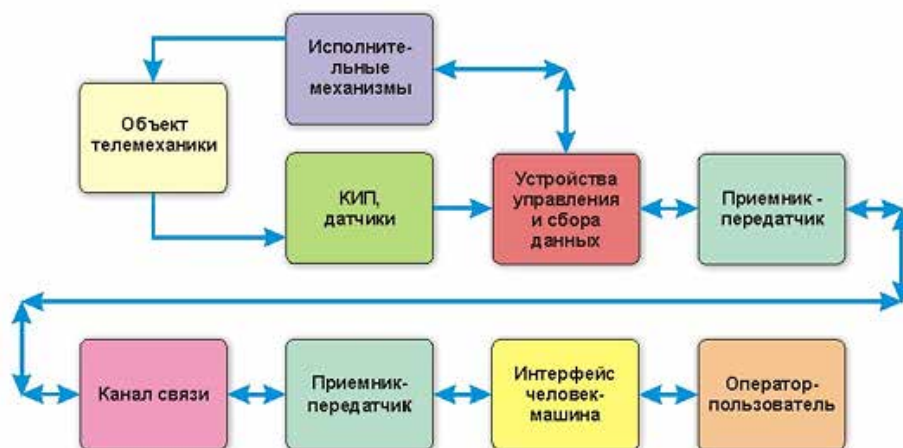 Исполните-
льные
механизмы
Объект
телемеханики
КИП,
датчики
Устройства
управления
и сбора
данных
Приемник -
передатчик
Канал связи
Приемник-
передатчик
Интерфейс
человек-
машина
Оператор-
пользователь